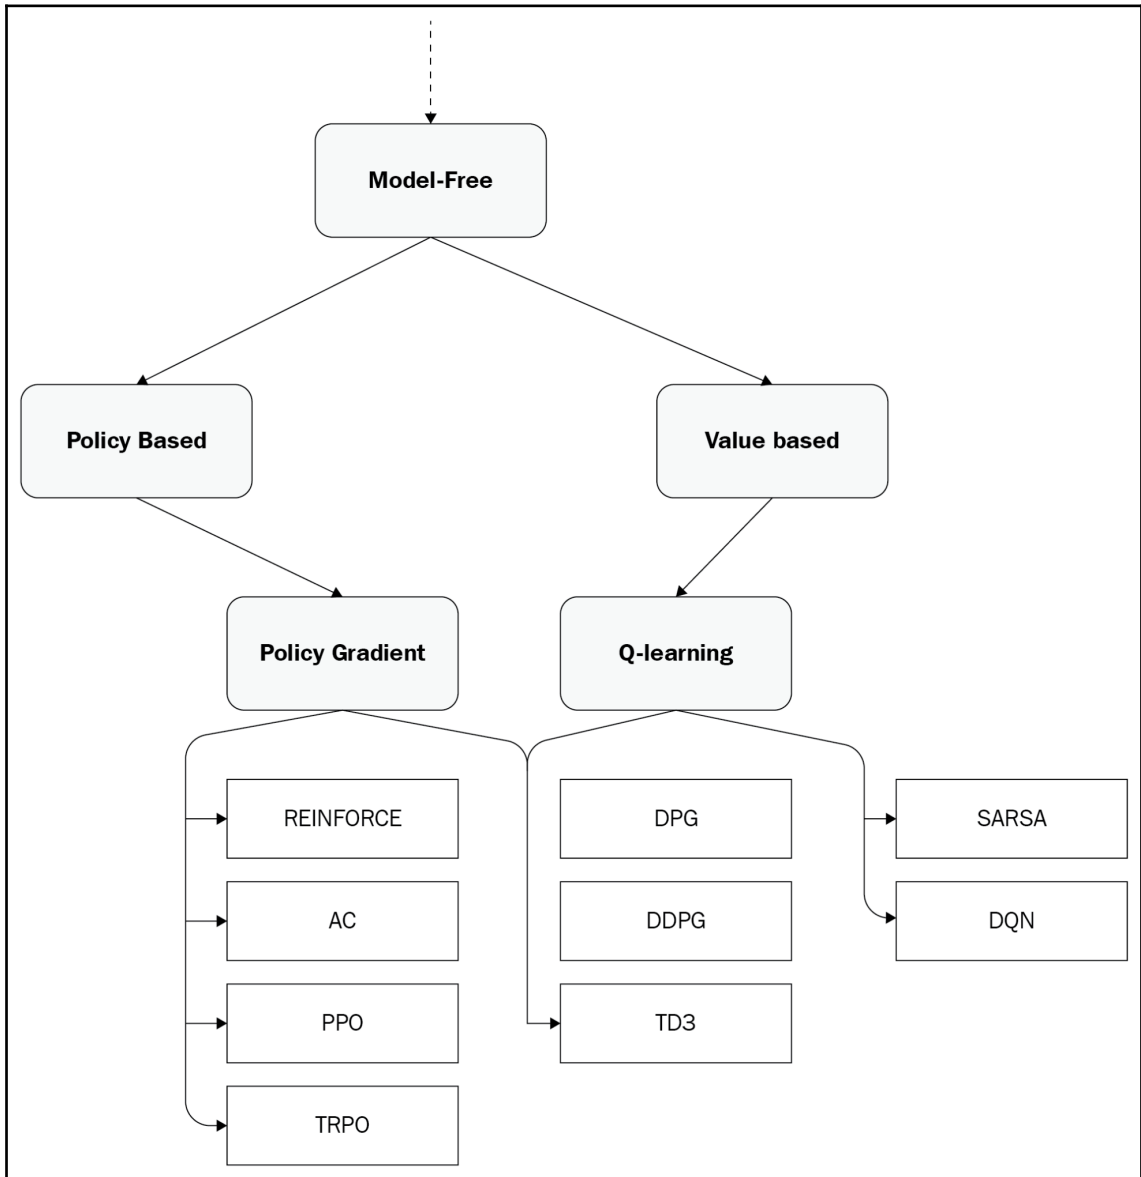 Model-Free
Policy Based
Value based
Policy Gradient
Q-learning
REINFORCE
DPG
SARSA
AC
DDPG
DQN
PPO
TD3
TRPO